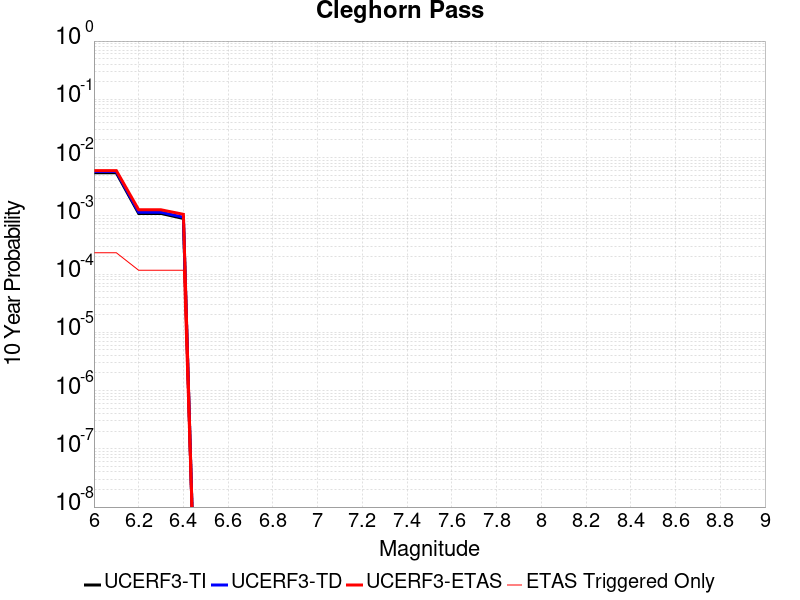 Cleghorn Pass
10 0
10 -1
10 -2
10 -3
10 -4
10 -5
10 -6
10 -7
10 -8
10 Year Probability
6 6.2 6.4 6.6 6.8 7 7.2 7.4 7.6 7.8 8 8.2 8.4 8.6 8.8 9
Magnitude
UCERF3-TI UCERF3-TD UCERF3-ETAS ETAS Triggered Only